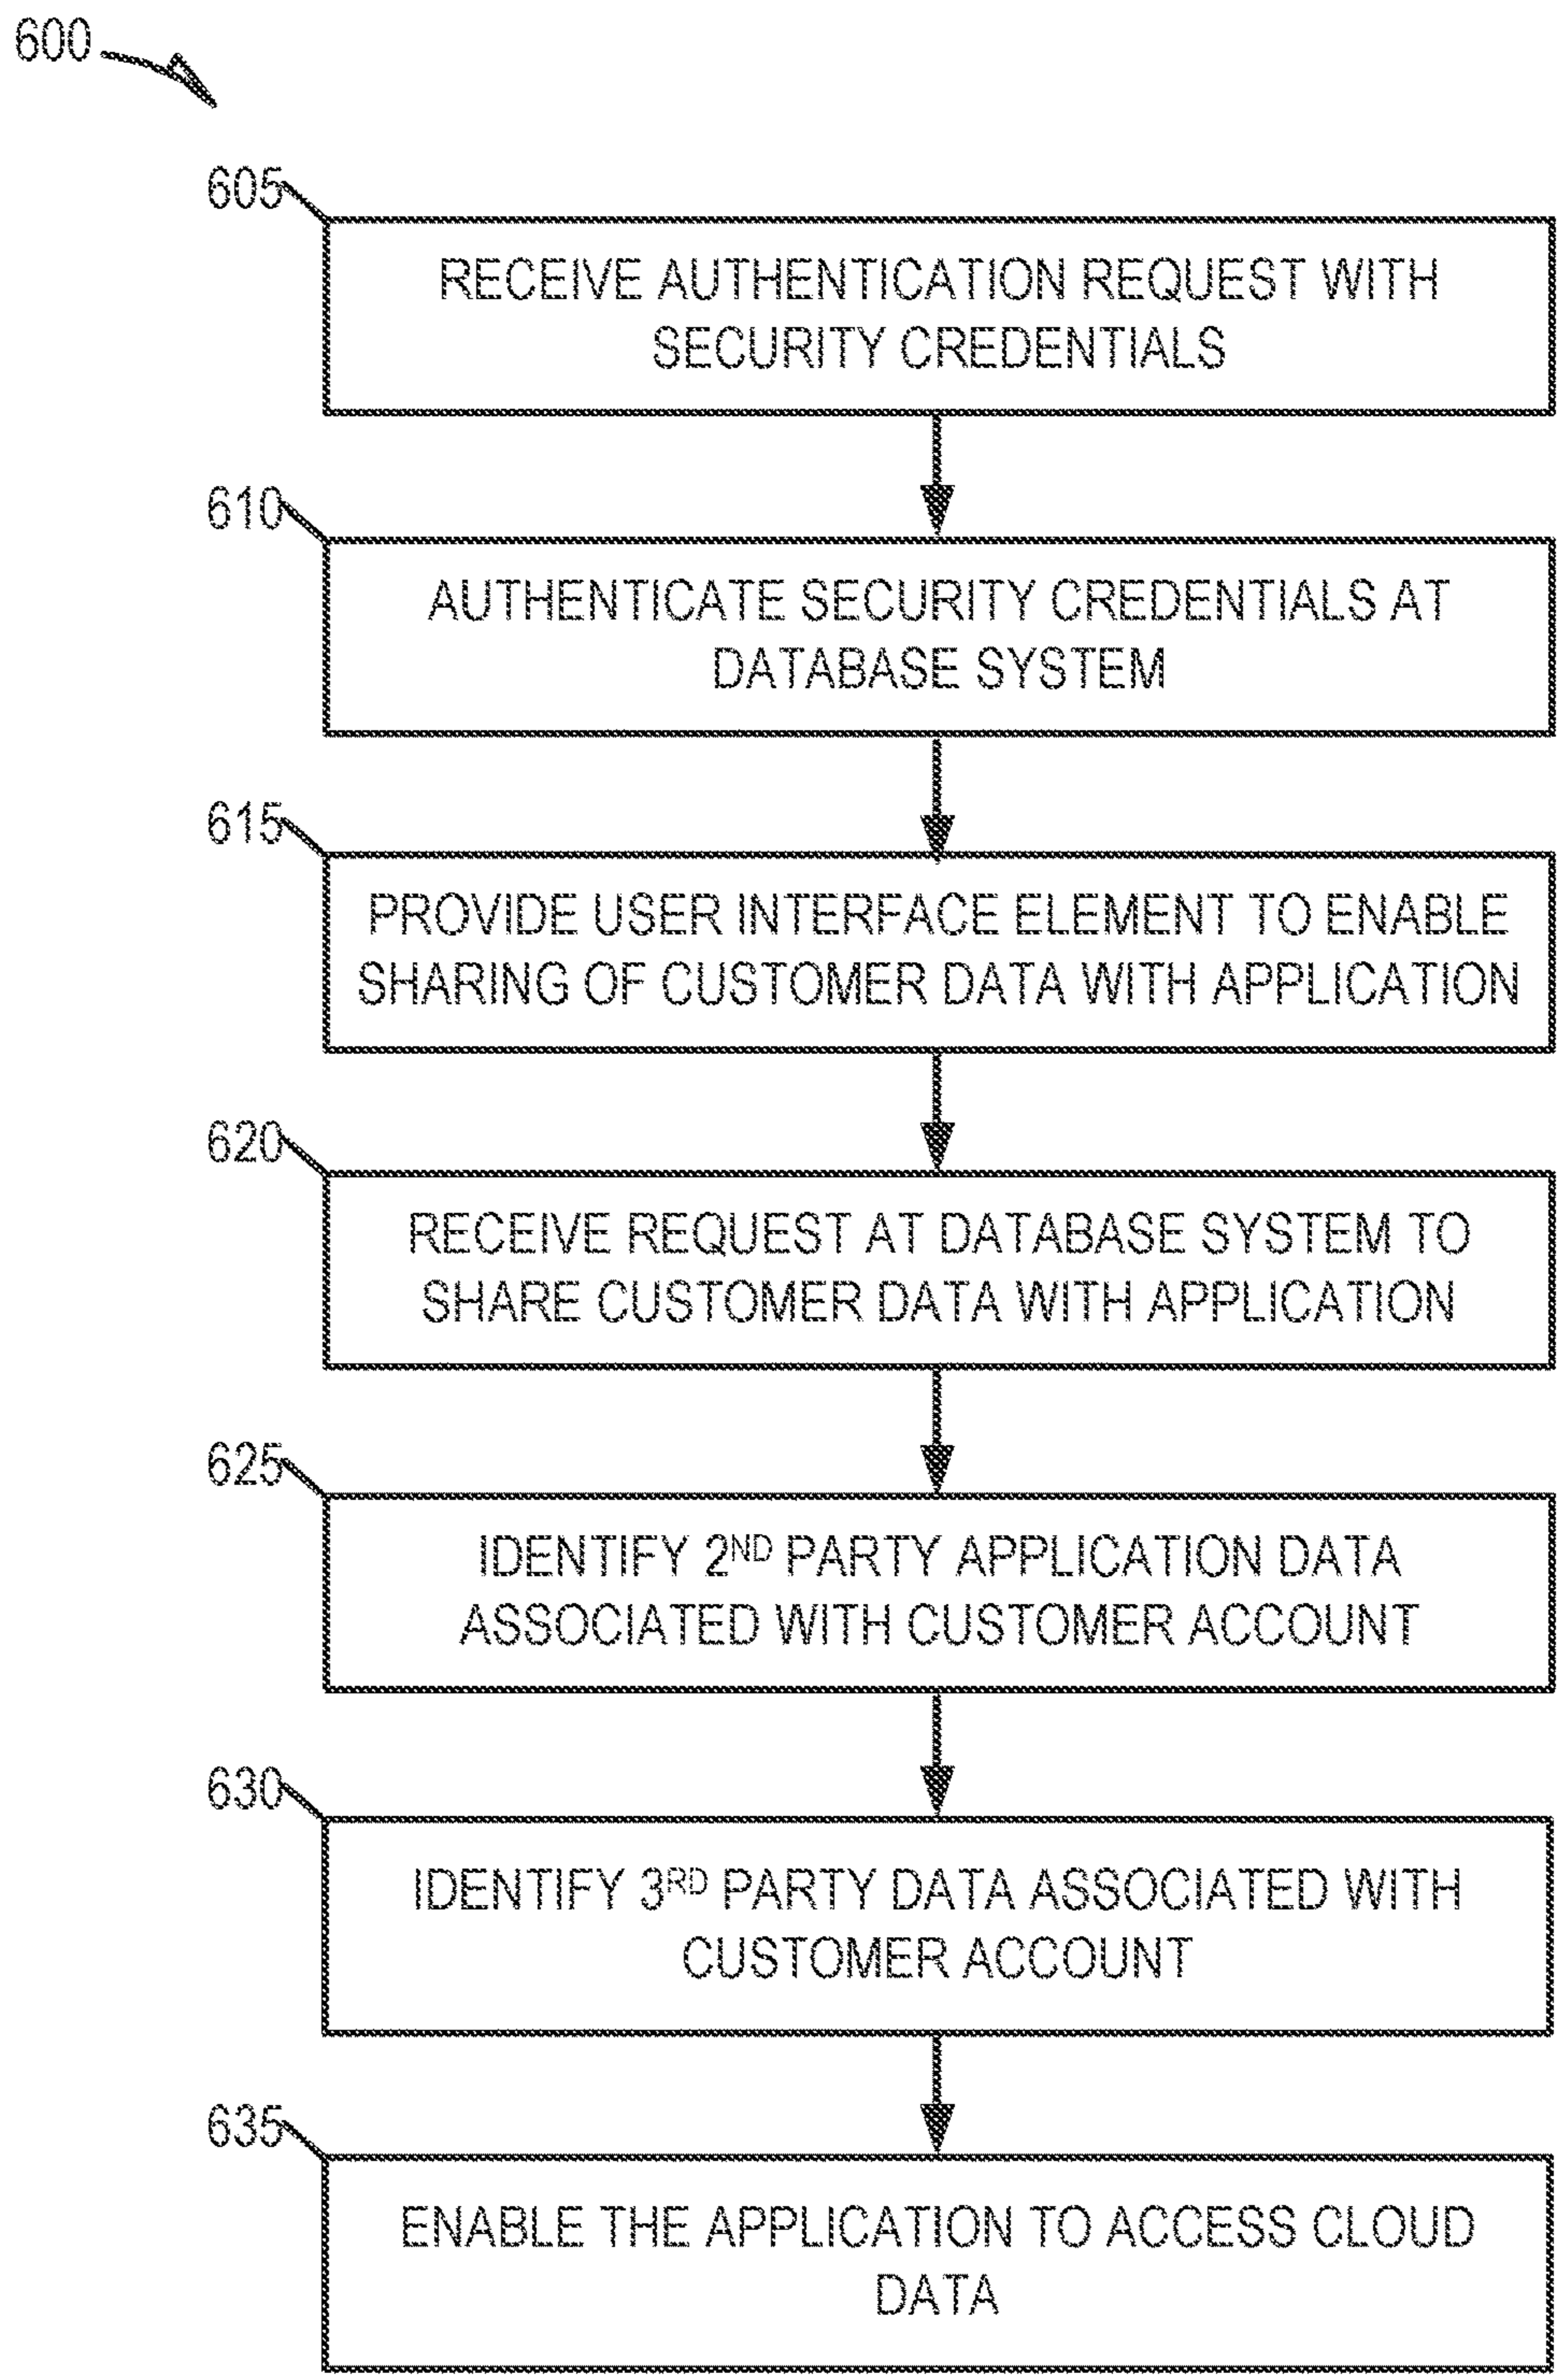 600
605
RECEIVE AUTHENTICATION REQUEST WITH
SECURITY CREDENTIALS
610
AUTHENTICATE SECURITY CREDENTIALS AT
DATABASE SYSTEM
615
PROVIDE USER INTERFACE ELEMENT TO ENABLE
SHARING OF CUSTOMER DATA WITH APPLICATION
620
RECEIVE REQUEST AT DATABASE SYSTEM TO
SHARE CUSTOMER DATA WITH APPLICATION
625
IDENTIFY 2ND PARTY APPLICATION DATA
ASSOCIATED WITH CUSTOMER ACCOUNT
630
IDENTIFY 3RD PARTY DATA ASSOCIATED WITH
CUSTOMER ACCOUNT
635
ENABLE THE APPLICATION TO ACCESS CLOUD
DATA